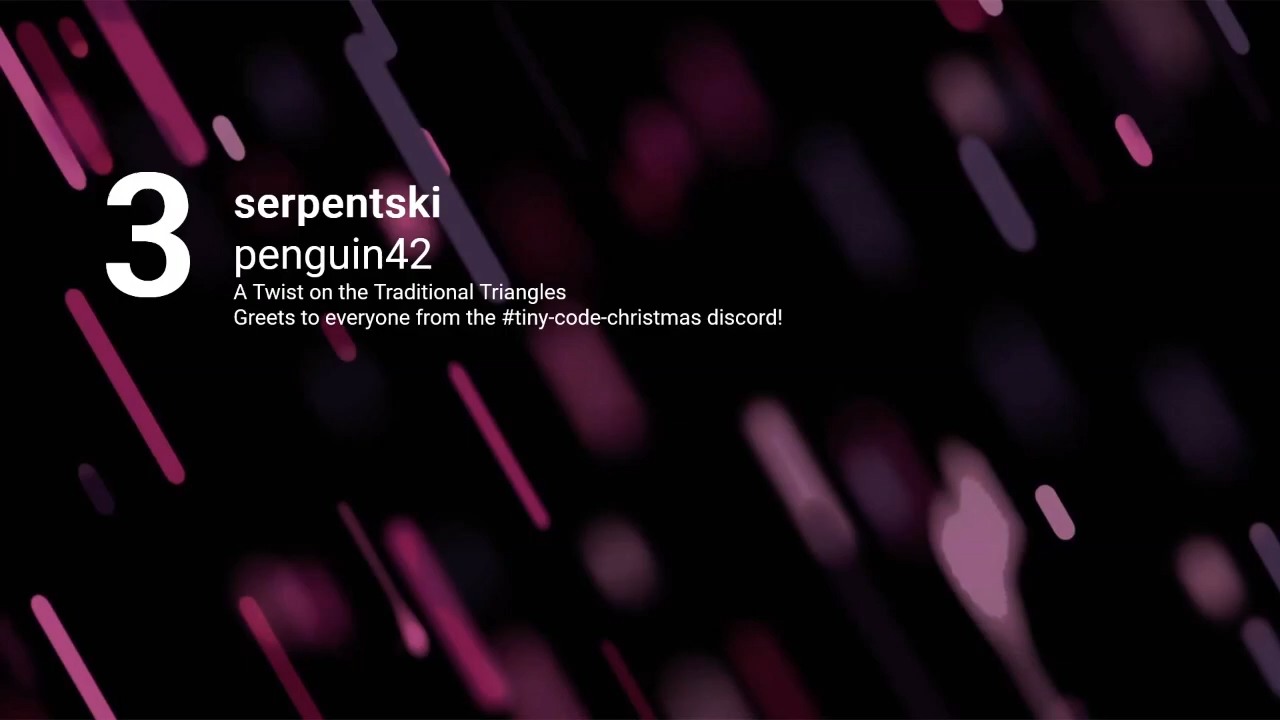 3
serpentski
penguin42
A Twist on the Traditional Triangles
Greets to everyone from the #tiny-code-christmas discord!